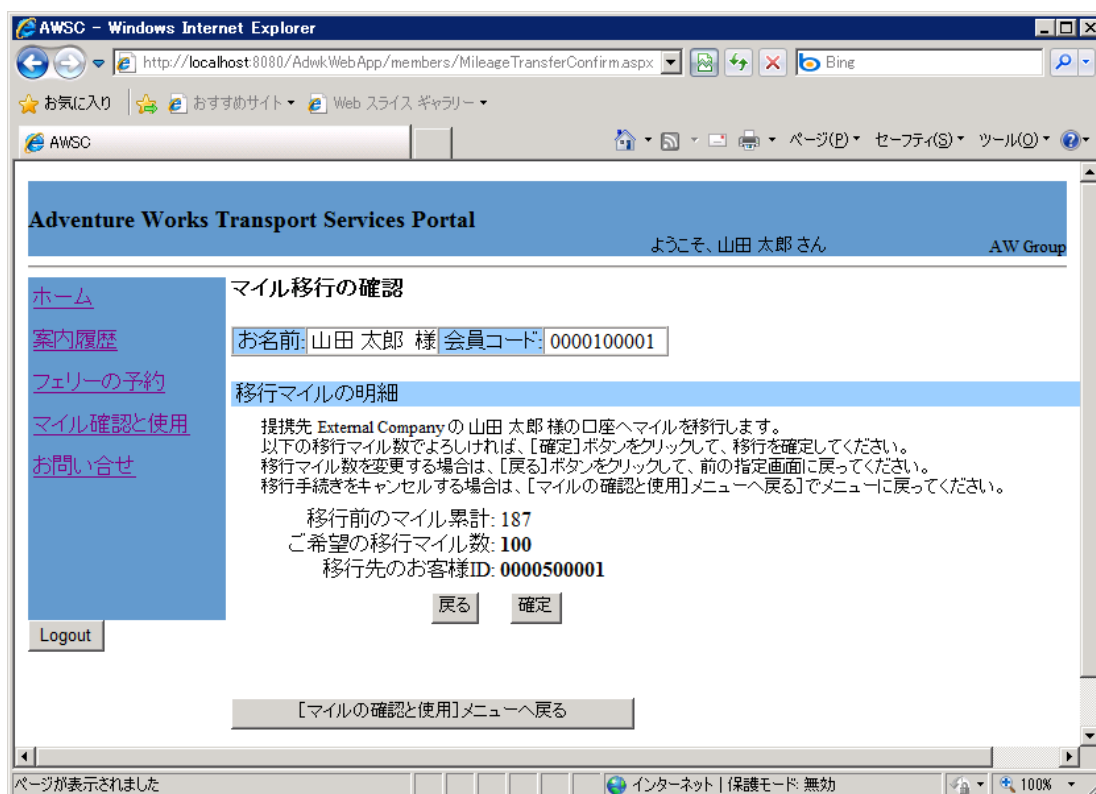 AWSC - Windows Internet Explorer
http://localhost:8080/AdwkWebApp/members/MileageTransferConfirm.aspx
Bing
お気に入り おすすめサイト Web スライス ギャラリー
AWSC
ページ(P) セーフティ(S) ツール(O)
Adventure Works Transport Services Portal
ようこそ、山田 太郎 さん
AW Group
ホーム
案内履歴
フェリーの予約
マイル確認と使用
お問い合せ
Logout
マイル移行の確認
お名前: 山田 太郎 様 会員コード: 0000100001
移行マイルの明細
提携先 External Company の 山田 太郎 様の口座へマイルを移行します。
以下の移行マイル数でよろしければ、[確定]ボタンをクリックして、移行を確定してください。
移行マイル数を変更する場合は、[戻る]ボタンをクリックして、前の指定画面に戻ってください。
移行手続きをキャンセルする場合は、[マイルの確認と使用]メニューへ戻る]でメニューに戻ってください。
移行前のマイル累計: 187
ご希望の移行マイル数: 100
移行先のお客様ID: 0000500001
戻る 確定
[マイルの確認と使用]メニューへ戻る
ページが表示されました
インターネット | 保護モード: 無効
100%